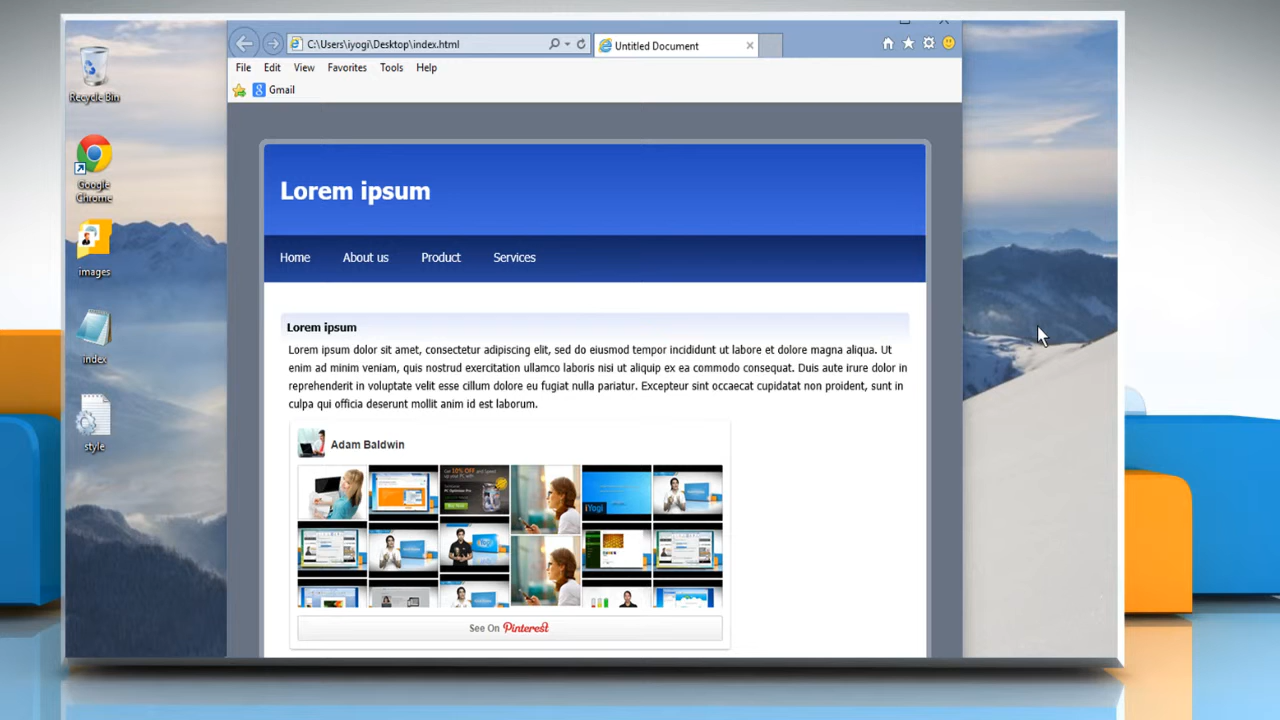 C:\Users\iyogi\Desktop\index.html
Untitled Document
File Edit View Favorites Tools Help
Gmail
Recycle Bin
Google
Chrome
images
index
style
Lorem ipsum
Home About us Product Services
Lorem ipsum
Lorem ipsum dolor sit amet, consectetur adipiscing elit, sed do eiusmod tempor incididunt ut labore et dolore magna aliqua. Ut
enim ad minim veniam, quis nostrud exercitation ullamco laboris nisi ut aliquip ex ea commodo consequat. Duis aute irure dolor in
reprehenderit in voluptate velit esse cillum dolore eu fugiat nulla pariatur. Excepteur sint occaecat cupidatat non proident, sunt in
culpa qui officia deserunt mollit anim id est laborum.
Adam Baldwin
Get 10% OFF
iYogi
See On Pinterest